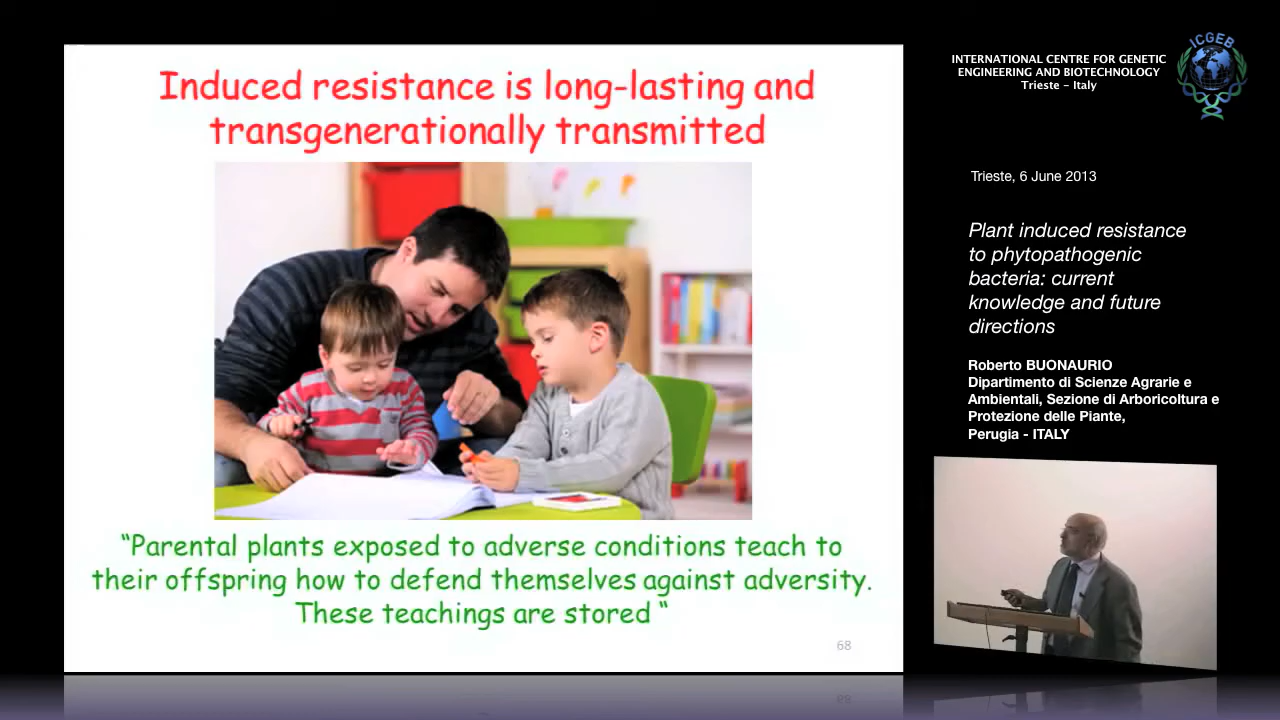 Induced resistance is long-lasting and
transgenerationally transmitted
“Parental plants exposed to adverse conditions teach to
their offspring how to defend themselves against adversity.
These teachings are stored “
68
INTERNATIONAL CENTRE FOR GENETIC
ENGINEERING AND BIOTECHNOLOGY
Trieste - Italy
ICGEB
Trieste, 6 June 2013
Plant induced resistance
to phytopathogenic
bacteria: current
knowledge and future
directions
Roberto BUONAURIO
Dipartimento di Scienze Agrarie e
Ambientali, Sezione di Arboricoltura e
Protezione delle Piante,
Perugia - ITALY